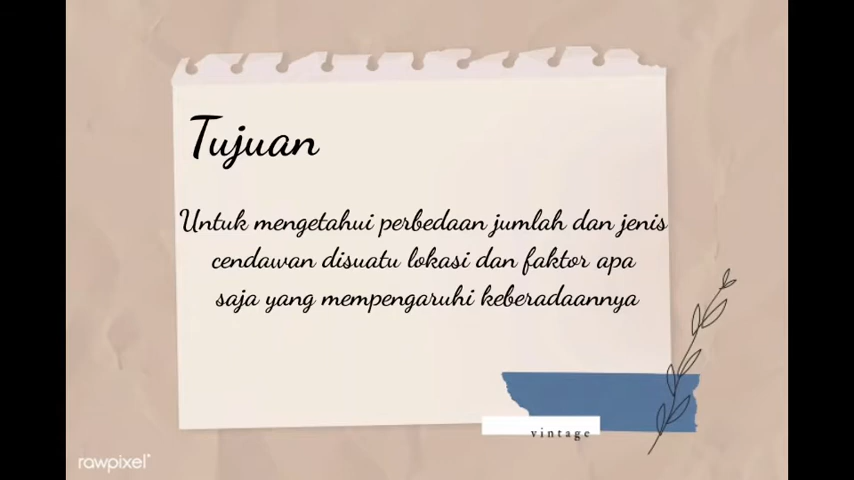 Tujuan
Untuk mengetahui perbedaan jumlah dan jenis
cendawan disuatu lokasi dan faktor apa
saja yang mempengaruhi keberadaannya
vintage
rawpixel